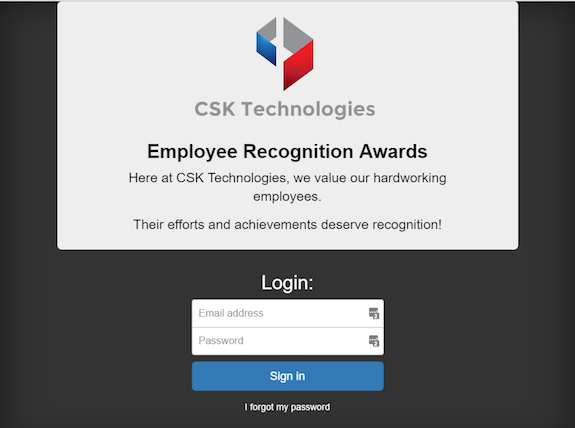 CSK Technologies
Employee Recognition Awards
Here at CSK Technologies, we value our hardworking
employees.
Their efforts and achievements deserve recognition!
Login:
Email address
Password
Sign in
I forgot my password